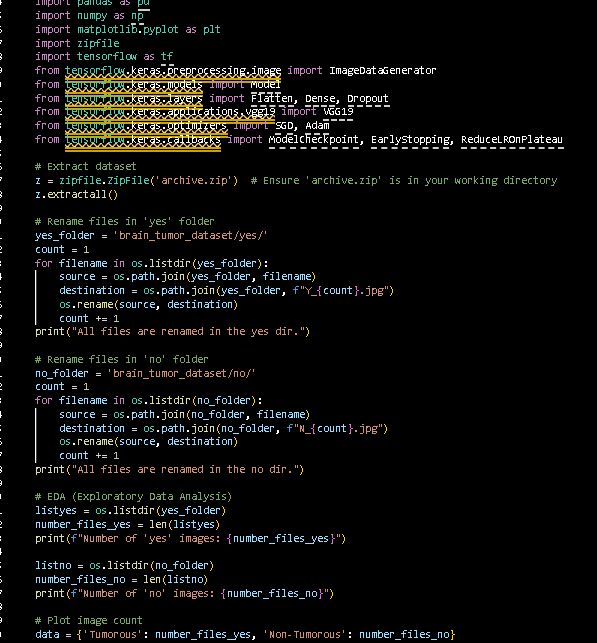 import pandas as pd
import numpy as np
import matplotlib.pyplot as plt
import zipfile
import tensorflow as tf
from tensorflow.keras.preprocessing.image import ImageDataGenerator
from tensorflow.keras.models import Model
from tensorflow.keras.layers import Flatten, Dense, Dropout
from tensorflow.keras.applications.vgg19 import VGG19
from tensorflow.keras.optimizers import SGD, Adam
from tensorflow.keras.callbacks import ModelCheckpoint, EarlyStopping, ReduceLROnPlateau
# Extract dataset
z = zipfile.ZipFile('archive.zip')  # Ensure 'archive.zip' is in your working directory
z.extractall()
# Rename files in 'yes' folder
yes_folder = 'brain_tumor_dataset/yes/'
count = 1
for filename in os.listdir(yes_folder):
    source = os.path.join(yes_folder, filename)
    destination = os.path.join(yes_folder, f"Y_{count}.jpg")
    os.rename(source, destination)
    count += 1
print("All files are renamed in the yes dir.")
# Rename files in 'no' folder
no_folder = 'brain_tumor_dataset/no/'
count = 1
for filename in os.listdir(no_folder):
    source = os.path.join(no_folder, filename)
    destination = os.path.join(no_folder, f"N_{count}.jpg")
    os.rename(source, destination)
    count += 1
print("All files are renamed in the no dir.")
# EDA (Exploratory Data Analysis)
listyes = os.listdir(yes_folder)
number_files_yes = len(listyes)
print(f"Number of 'yes' images: {number_files_yes}")
listno = os.listdir(no_folder)
number_files_no = len(listno)
print(f"Number of 'no' images: {number_files_no}")
# Plot image count
data = {'Tumorous': number_files_yes, 'Non-Tumorous': number_files_no}